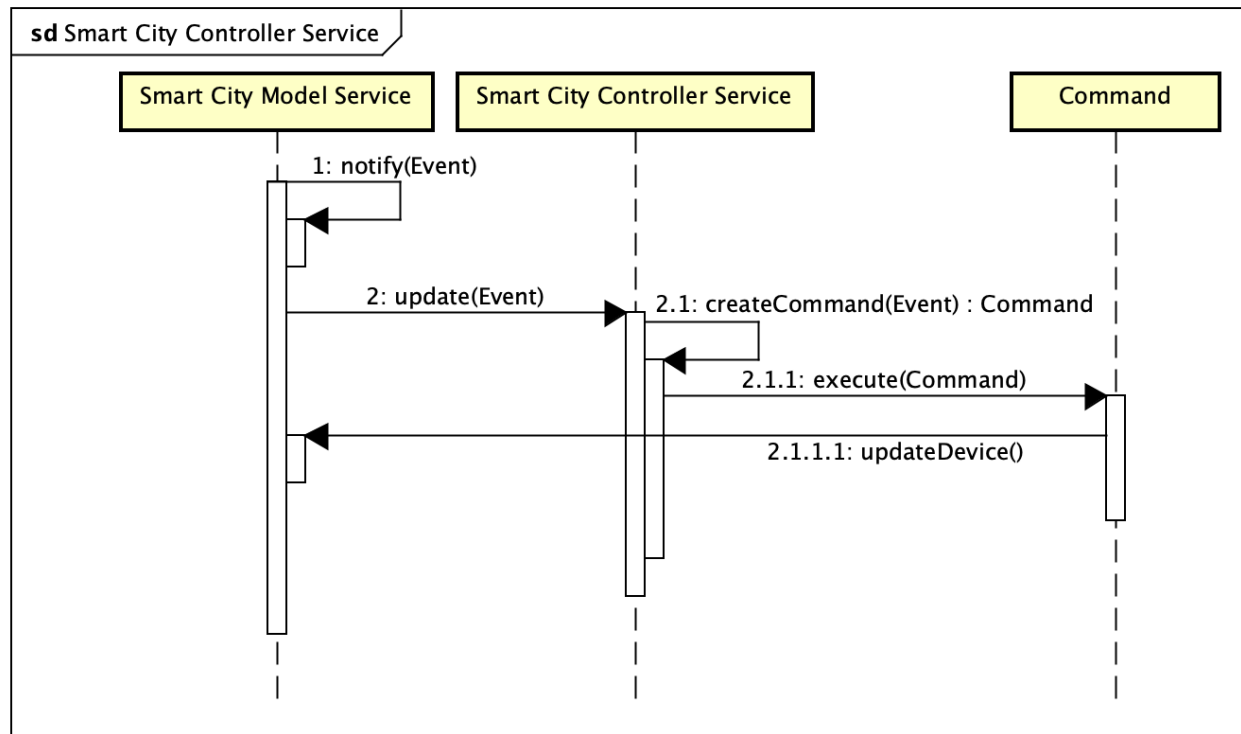 sd Smart City Controller Service
Smart City Model Service
Smart City Controller Service
Command
1: notify(Event)
2: update(Event)
2.1: createCommand(Event) : Command
2.1.1: execute(Command)
2.1.1.1: updateDevice()